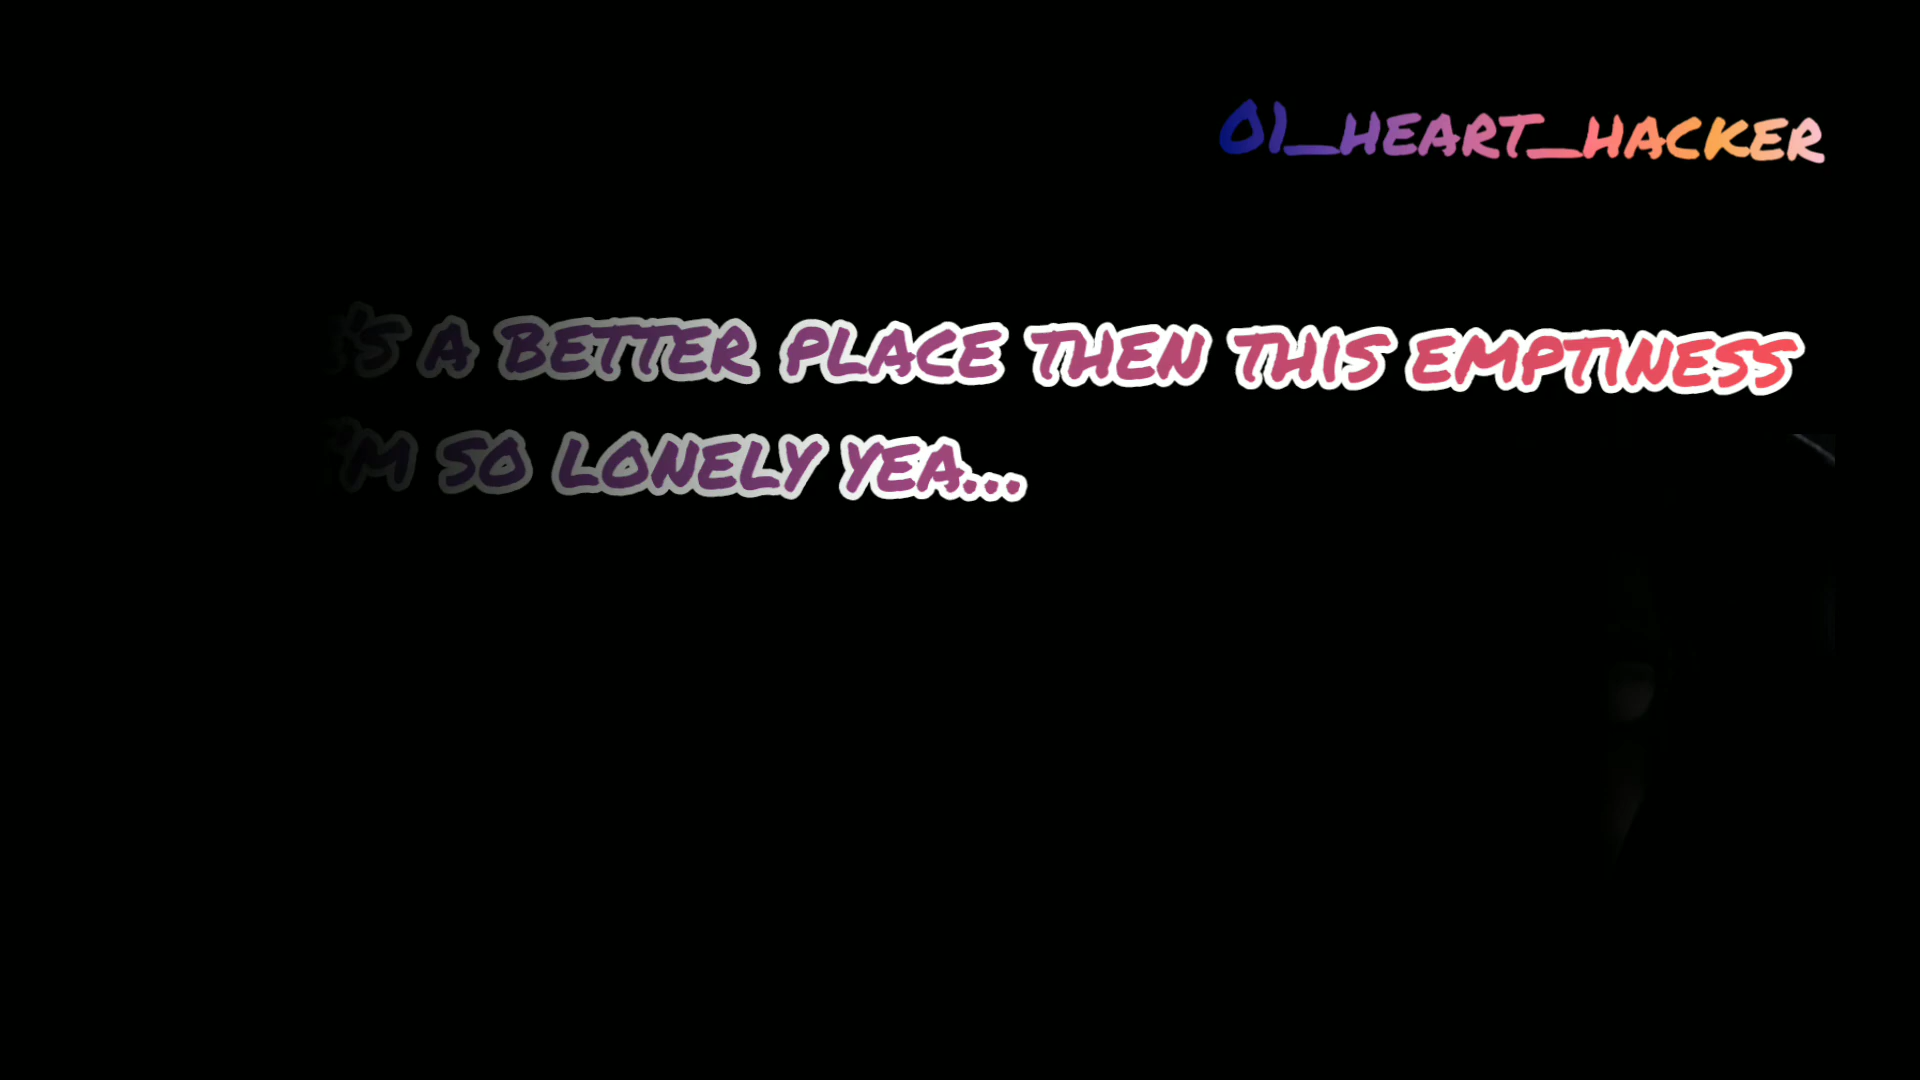 01_HEART_HACKER
'S A BETTER PLACE THEN THIS EMPTINESS
I'M SO LONELY YEA...